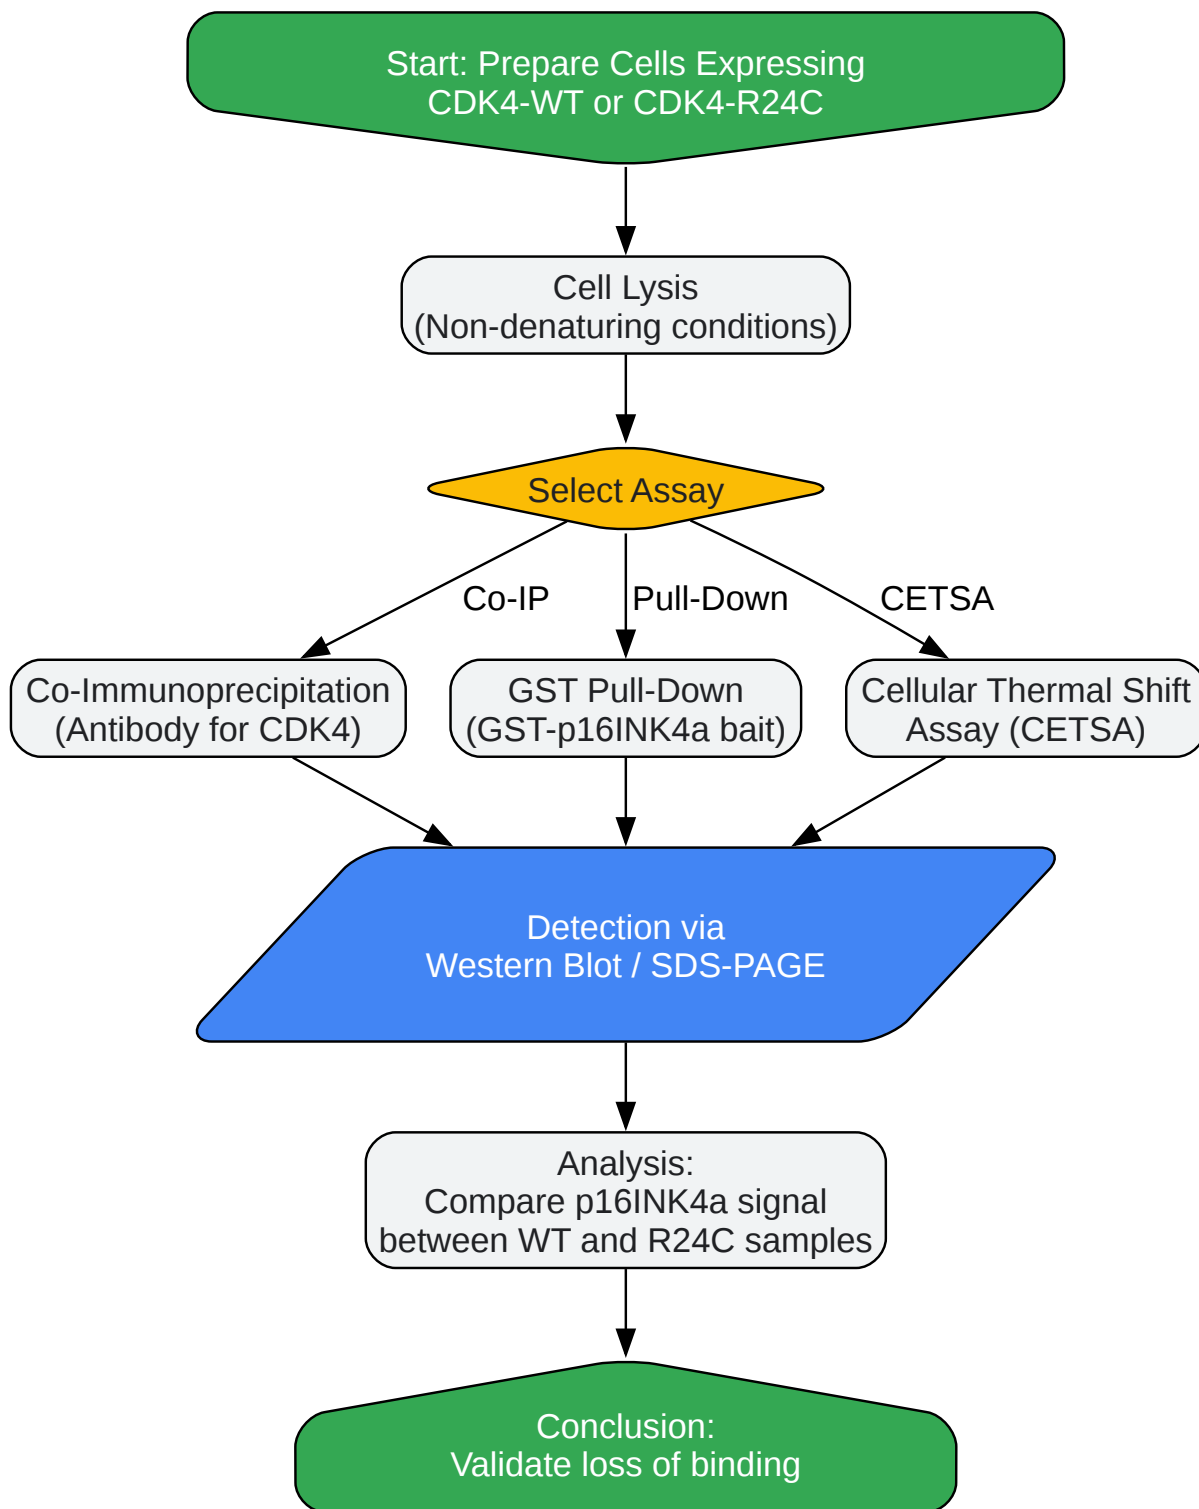 Start: Prepare Cells Expressing
CDK4-WT or CDK4-R24C
Cell Lysis
(Non-denaturing conditions)
Select Assay
Co-IP
Pull-Down
CETSA
Co-Immunoprecipitation
(Antibody for CDK4)
GST Pull-Down
(GST-p16INK4a bait)
Cellular Thermal Shift
Assay (CETSA)
Detection via
Western Blot / SDS-PAGE
Analysis:
Compare p16INK4a signal
between WT and R24C samples
Conclusion:
Validate loss of binding